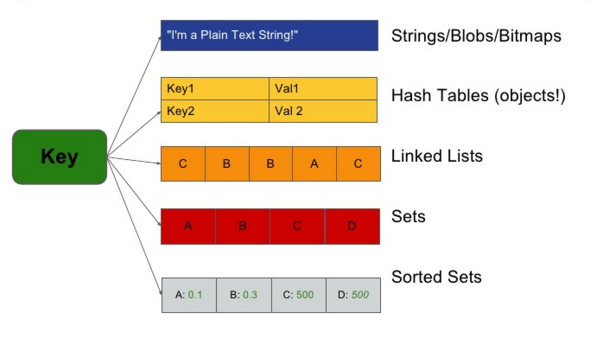 "I'm a Plain Text String!"
Strings/Blobs/Bitmaps
Key1 Val1
Key2 Val 2
Hash Tables (objects!)
Key
C B B A C
Linked Lists
A B C D
Sets
A: 0.1 B: 0.3 C: 500 D: 500
Sorted Sets